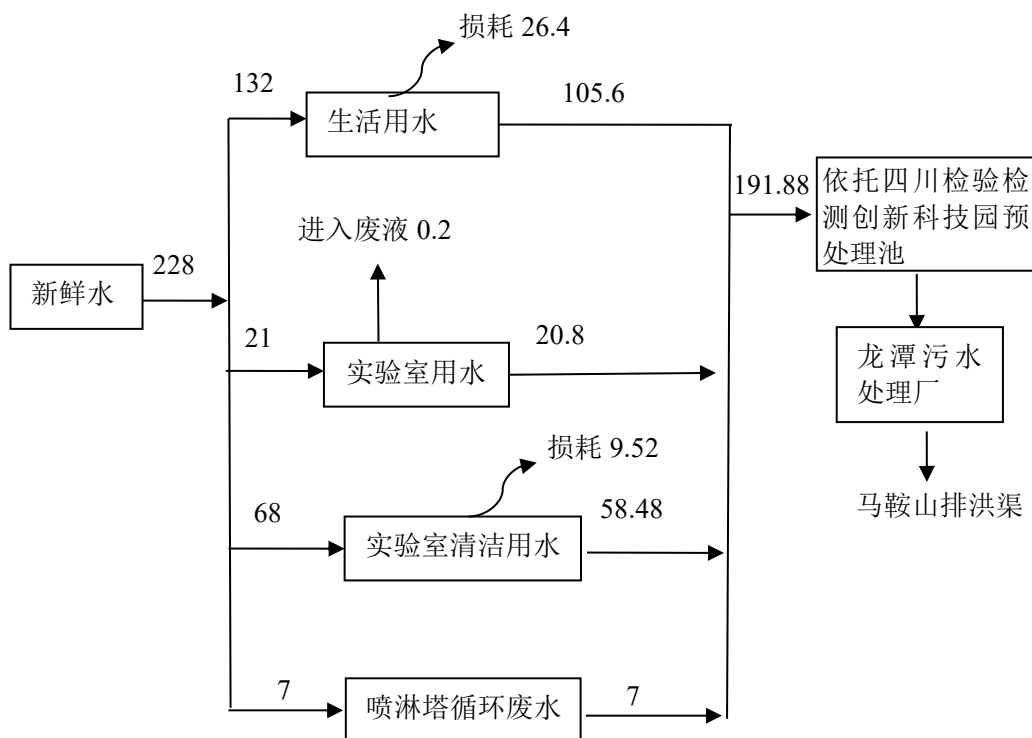 损耗 26.4
132
生活用水
105.6
191.88
依托四川检验检
测创新科技园预
处理池
进入废液 0.2
新鲜水
228
21
实验室用水
20.8
龙潭污水
处理厂
损耗 9.52
68
实验室清洁用水
58.48
马鞍山排洪渠
7
喷淋塔循环废水
7